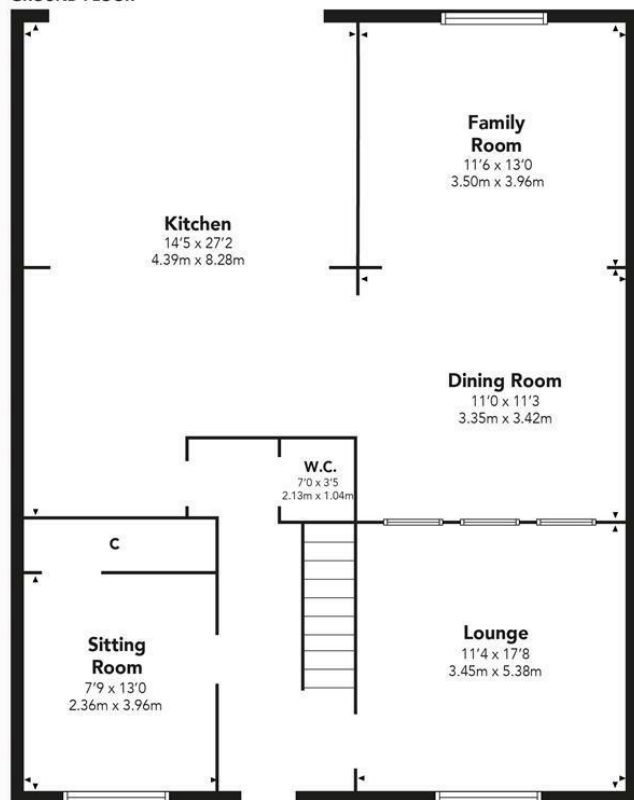 Family
Room
11'6 x 13'0
3.50m x 3.96m
Kitchen
14'5 x 27'2
4.39m x 8.28m
Dining Room
11'0 x 11'3
3.35m x 3.42m
W.C.
7'0 x 3'5
2.13m x 1.04m
C
Sitting
Room
7'9 x 13'0
2.36m x 3.96m
Lounge
11'4 x 17'8
3.45m x 5.38m